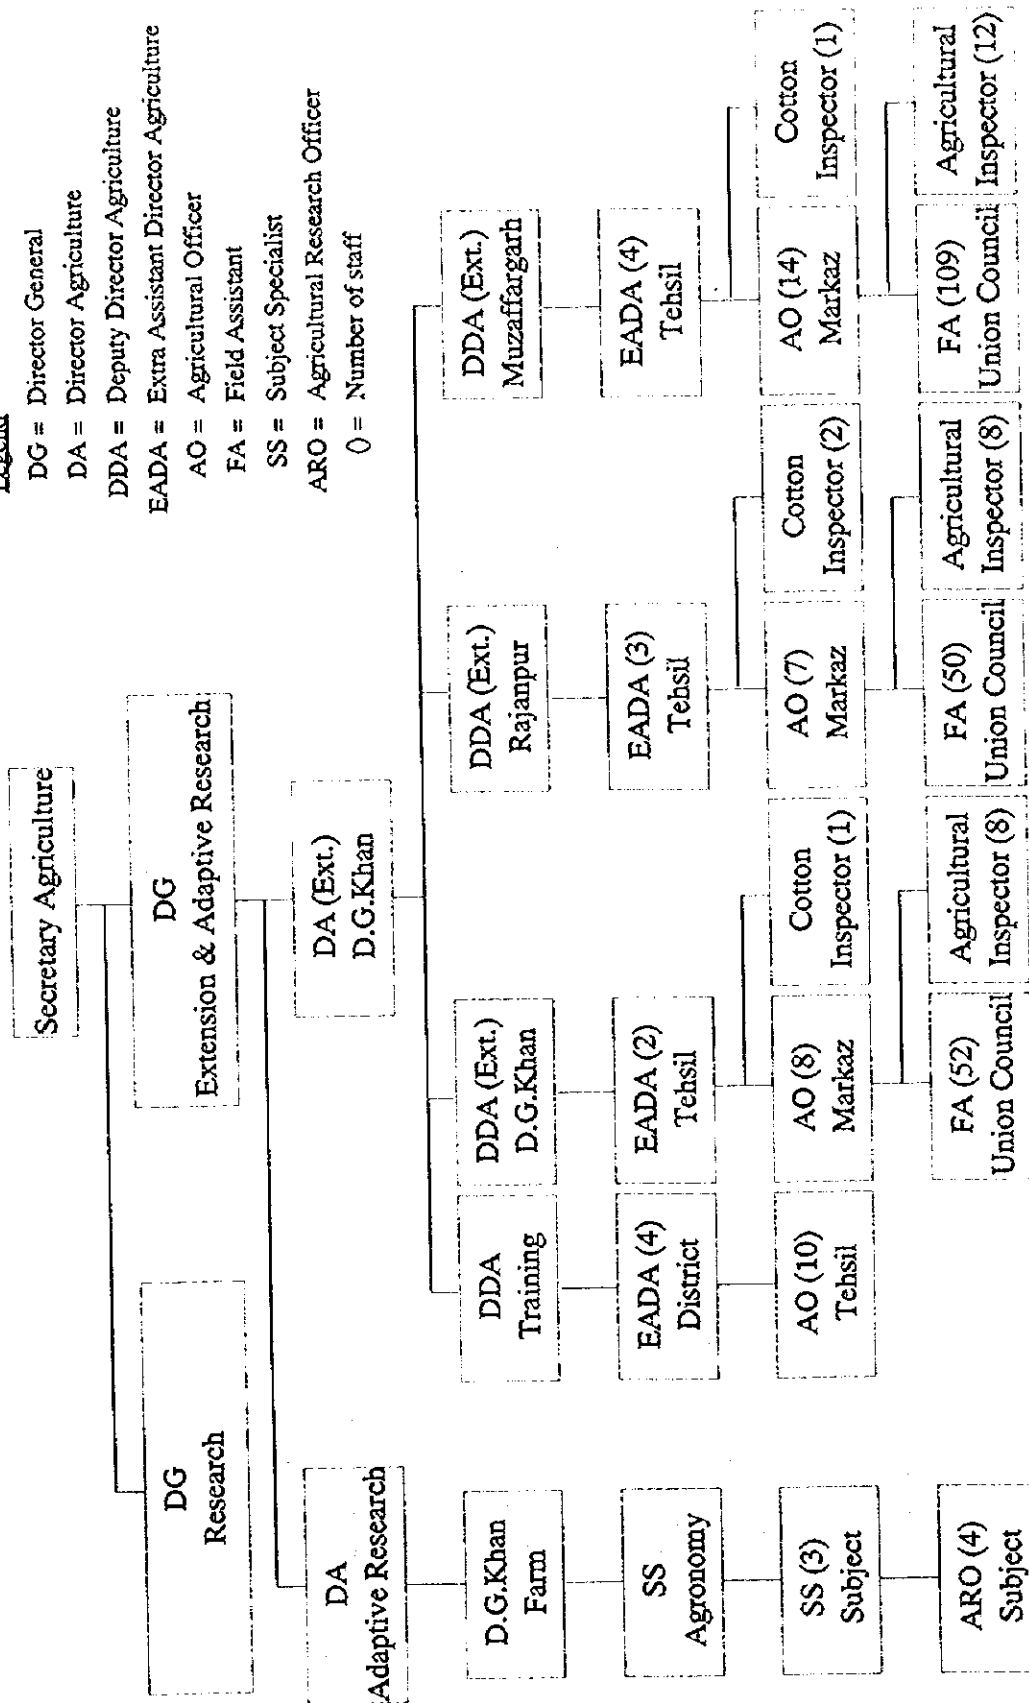 Legend
DG = Director General
DA = Director Agriculture
DDA = Deputy Director Agriculture
EADA = Extra Assistant Director Agriculture
AO = Agricultural Officer
FA = Field Assistant
SS = Subject Specialist
ARO = Agricultural Research Officer
() = Number of staff
Secretary Agriculture
DG
Research
DG
Extension & Adaptive Research
DA
Adaptive Research
DA (Ext.)
D.G.Khan
D.G.Khan
Farm
DDA
Training
DDA (Ext.)
D.G.Khan
DDA (Ext.)
Rajanpur
DDA (Ext.)
Muzaffargarh
SS
Agronomy
EADA (4)
District
EADA (2)
Tehsil
EADA (3)
Tehsil
EADA (4)
Tehsil
SS (3)
Subject
AO (10)
Tehsil
AO (8)
Markaz
Cotton
Inspector (1)
AO (7)
Markaz
Cotton
Inspector (2)
AO (14)
Markaz
Cotton
Inspector (1)
ARO (4)
Subject
FA (52)
Union Council
Agricultural
Inspector (8)
FA (50)
Union Council
Agricultural
Inspector (8)
FA (109)
Union Council
Agricultural
Inspector (12)